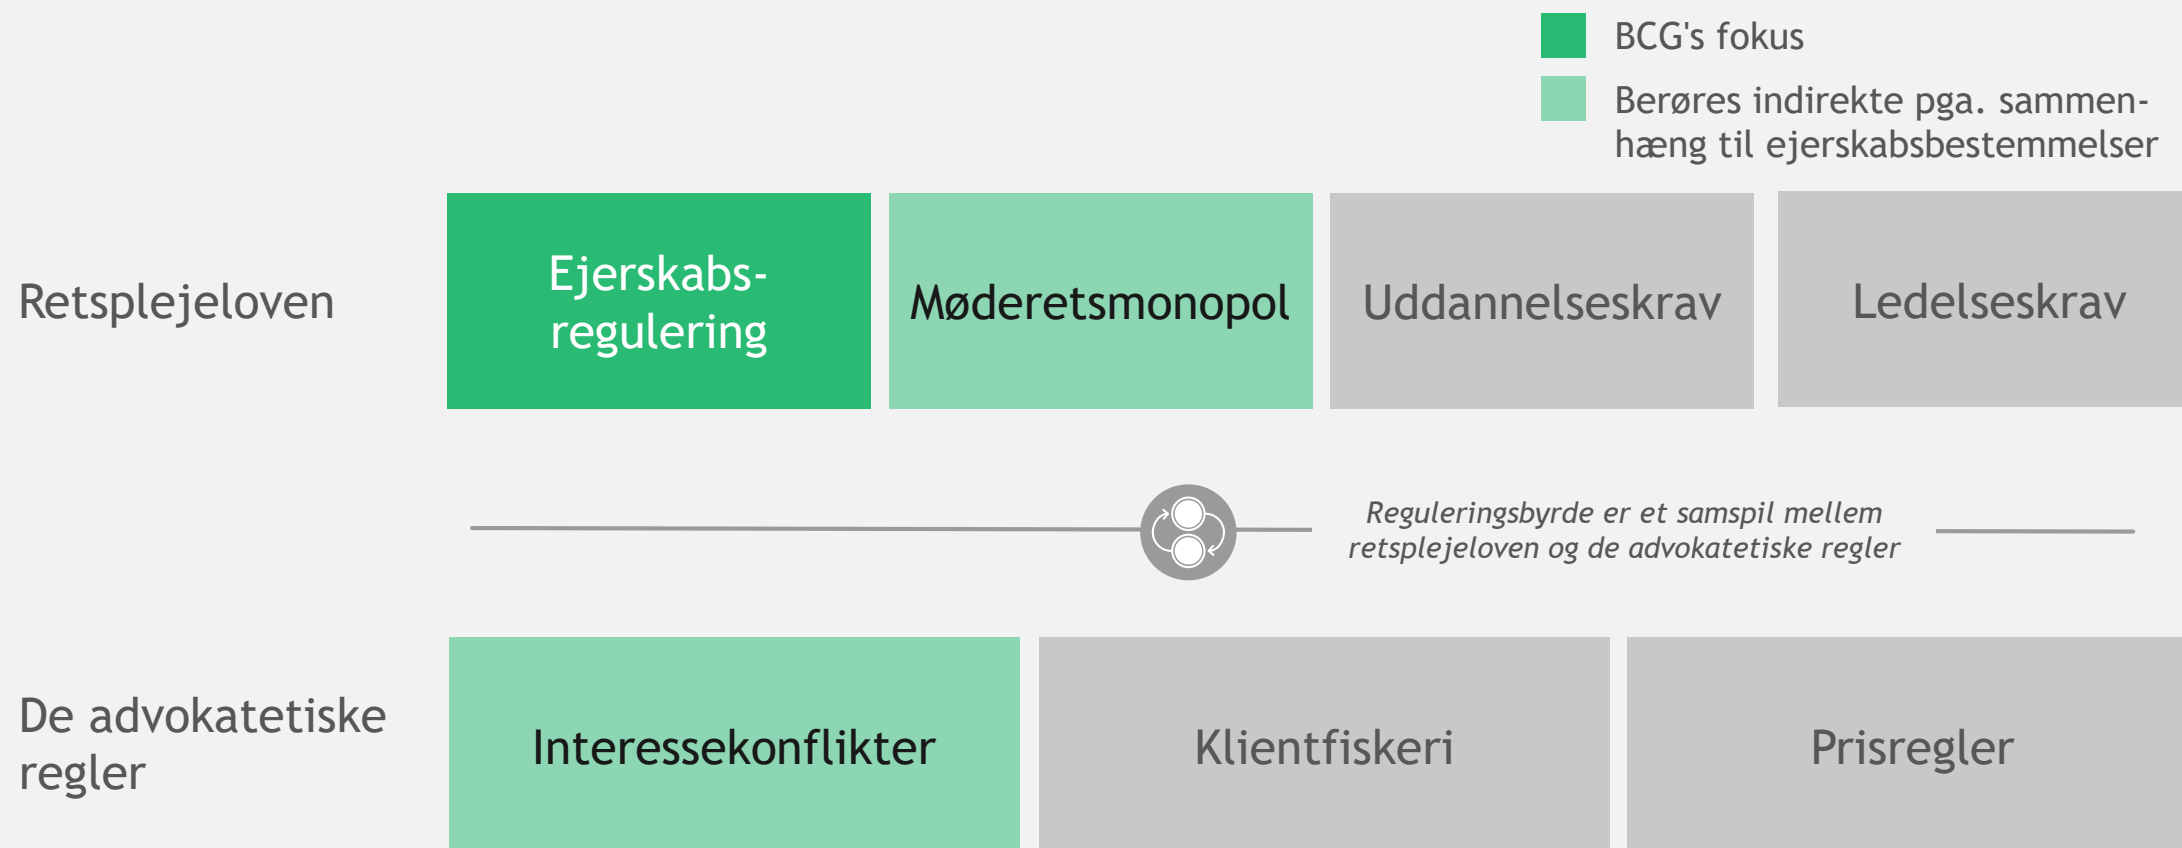 BCG's fokus
Berøres indirekte pga. sammen-
hæng til ejerskabsbestemmelser
Retsplejeloven
Ejerskabs-
regulering
Møderetsmonopol
Uddannelseskrav
Ledelseskrav
Reguleringsbyrde er et samspil mellem
retsplejeloven og de advokatetiske regler
De advokatetiske
regler
Interessekonflikter
Klientfiskeri
Prisregler